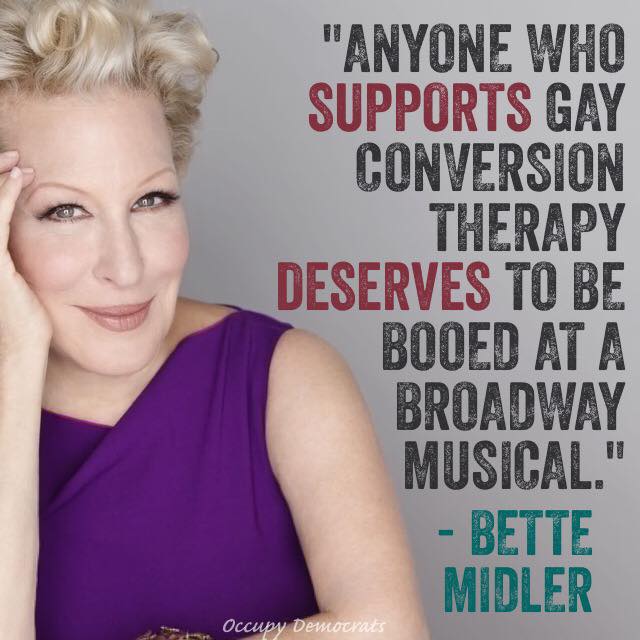 "ANYONE WHO
SUPPORTS GAY
CONVERSION
THERAPY
DESERVES TO BE
BOOED AT A
BROADWAY
MUSICAL."
- BETTE
MIDLER
Occupy Democrats